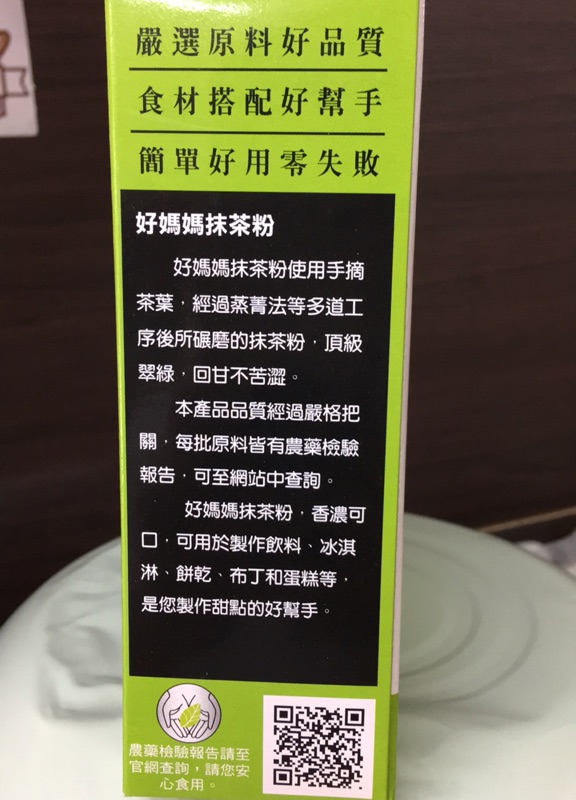 嚴選原料好品質
食材搭配好幫手
簡單好用零失敗
好媽媽抹茶粉
好媽媽抹茶粉使用手摘
茶葉，經過蒸菁法等多道工
序後所碾磨的抹茶粉，頂級
翠綠，回甘不苦澀。
本產品品質經過嚴格把
關，每批原料皆有農藥檢驗
報告，可至網站中查詢。
好媽媽抹茶粉，香濃可
口，可用於製作飲料、冰淇
淋、餅乾、布丁和蛋糕等，
是您製作甜點的好幫手。
農藥檢驗報告請至
官網查詢，請您安
心食用。